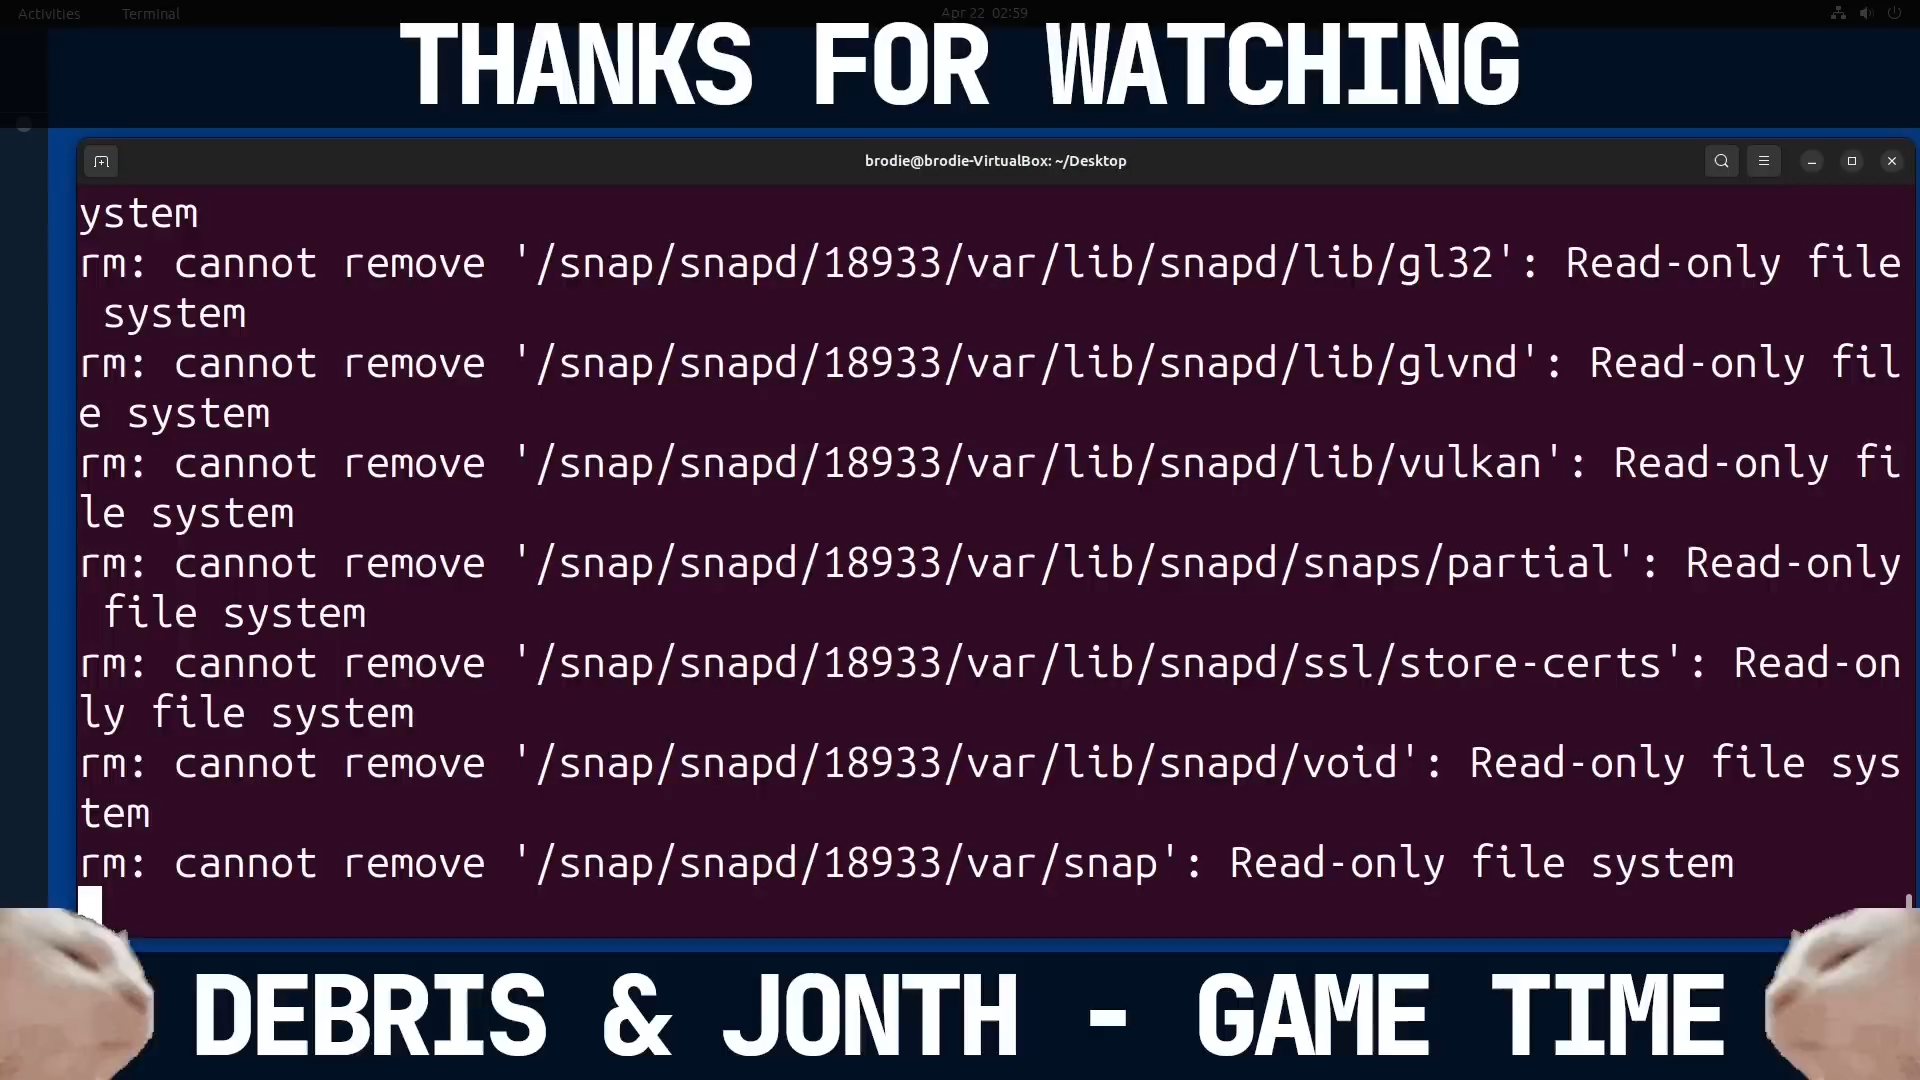 Activities Terminal Apr 22 02:59
THANKS FOR WATCHING
brodie@brodie-VirtualBox: ~/Desktop
ystem
rm: cannot remove '/snap/snapd/18933/var/lib/snapd/lib/gl32': Read-only file
 system
rm: cannot remove '/snap/snapd/18933/var/lib/snapd/lib/glvnd': Read-only fil
e system
rm: cannot remove '/snap/snapd/18933/var/lib/snapd/lib/vulkan': Read-only fi
le system
rm: cannot remove '/snap/snapd/18933/var/lib/snapd/snaps/partial': Read-only
 file system
rm: cannot remove '/snap/snapd/18933/var/lib/snapd/ssl/store-certs': Read-on
ly file system
rm: cannot remove '/snap/snapd/18933/var/lib/snapd/void': Read-only file sys
tem
rm: cannot remove '/snap/snapd/18933/var/snap': Read-only file system
DEBRIS & JONTH - GAME TIME